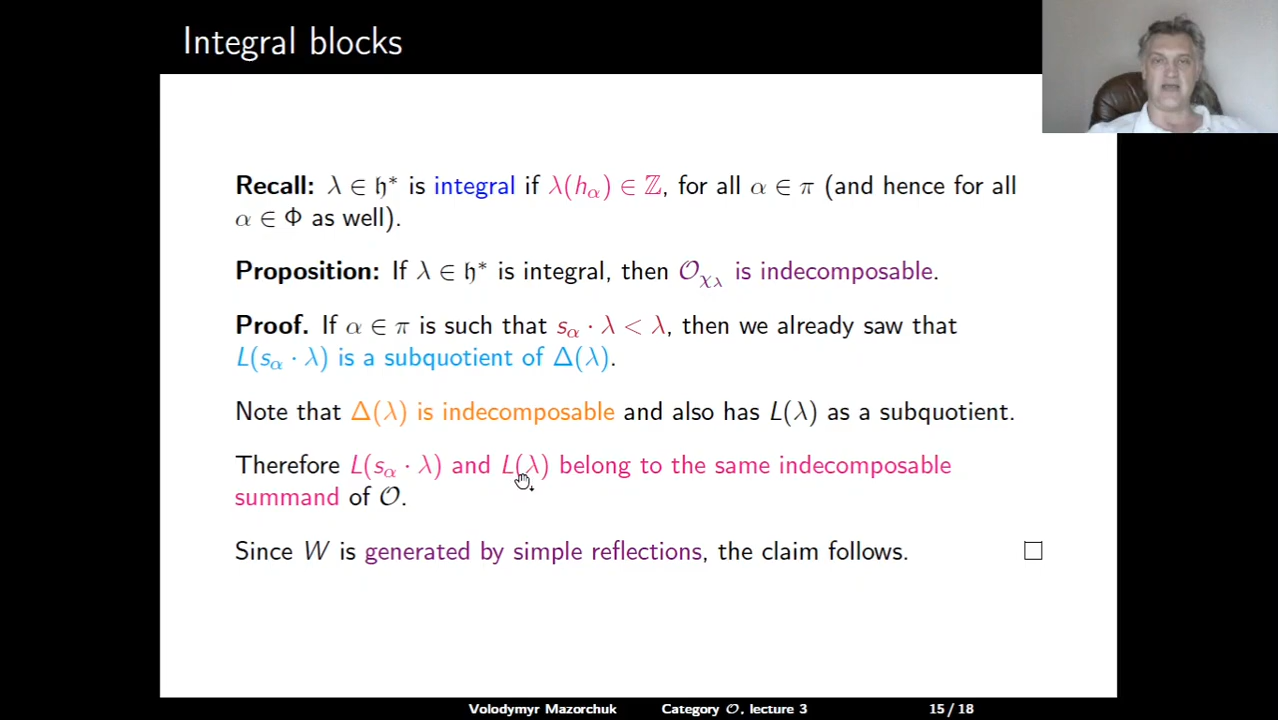 Integral blocks
Recall: λ ∈ 𝔥* is integral if λ(h_α) ∈ ℤ, for all α ∈ π (and hence for all
α ∈ Φ as well).
Proposition: If λ ∈ 𝔥* is integral, then 𝒪_{χ_λ} is indecomposable.
Proof. If α ∈ π is such that s_α · λ < λ, then we already saw that
L(s_α · λ) is a subquotient of Δ(λ).
Note that Δ(λ) is indecomposable and also has L(λ) as a subquotient.
Therefore L(s_α · λ) and L(λ) belong to the same indecomposable
summand of 𝒪.
Since W is generated by simple reflections, the claim follows. □
Volodymyr Mazorchuk Category 𝒪, lecture 3 15 / 18